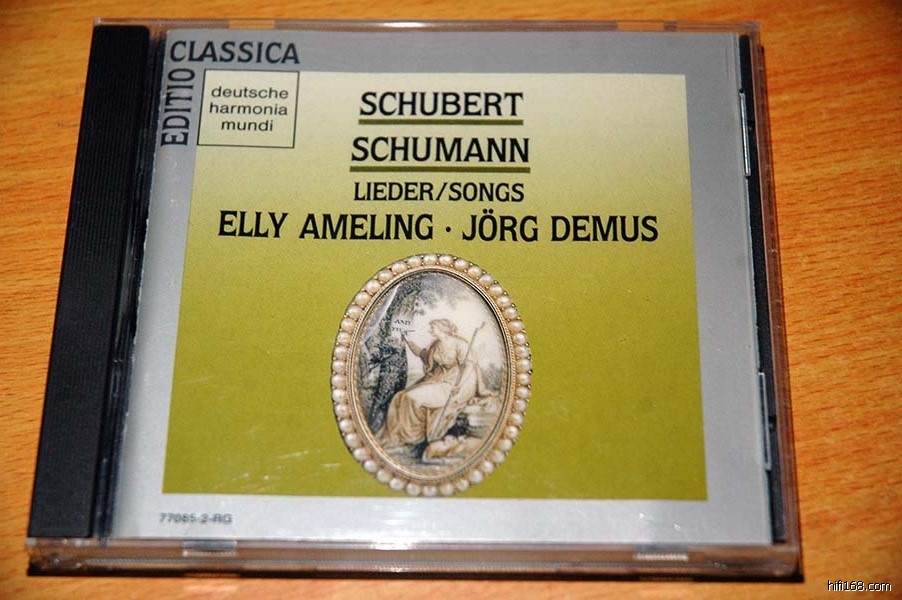 EDITIO
CLASSICA
deutsche
harmonia
mundi
SCHUBERT
SCHUMANN
LIEDER/SONGS
ELLY AMELING · JÖRG DEMUS
77085-2-RG
hifi168.com